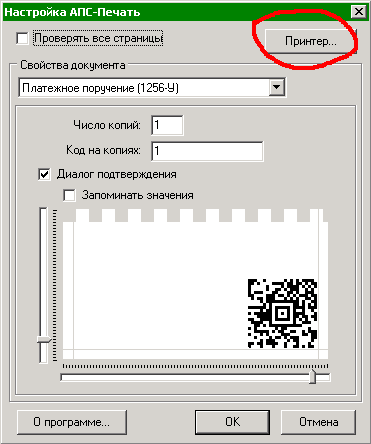 Настройка АПС-Печать
Проверять все страницы
Принтер...
Свойства документа
Платежное поручение (1256-У)
Число копий: 1
Код на копиях: 1
Диалог подтверждения
Запоминать значения
О программе...
OK
Отмена